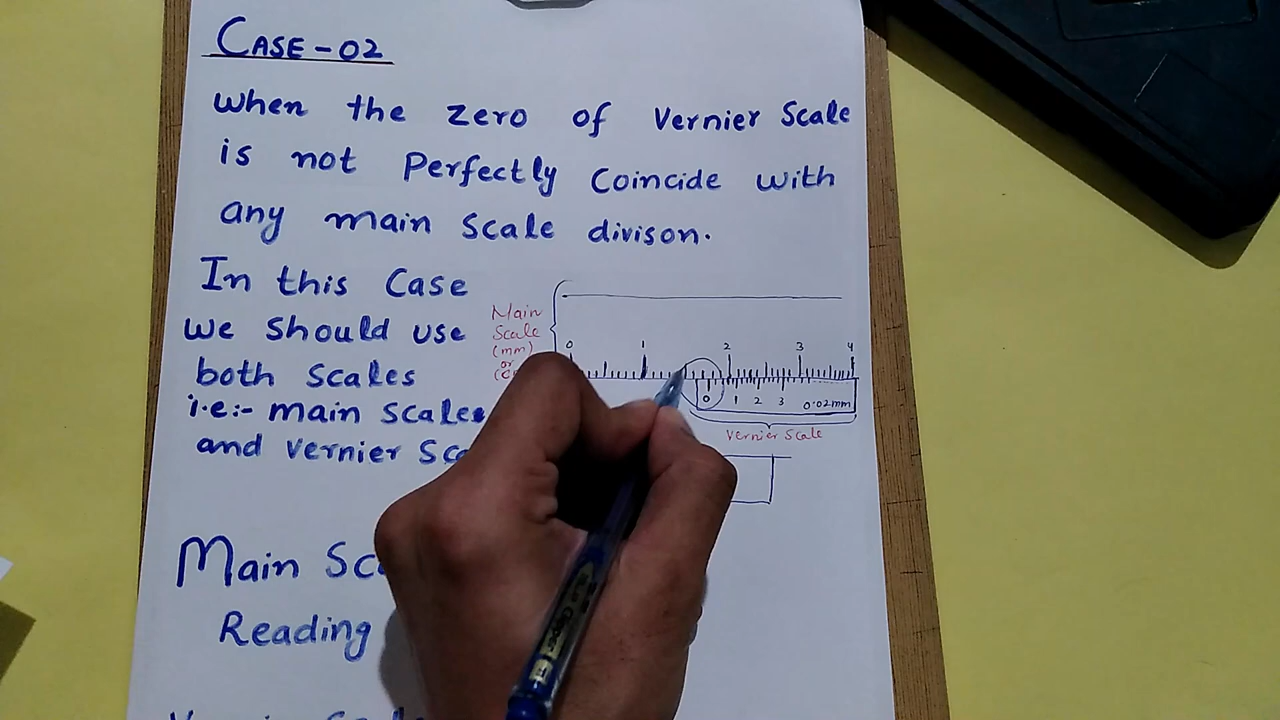 CASE-02
when the zero of Vernier Scale
is not Perfectly Coincide with
any main scale divison.
In this Case
we should use
both scales
i.e:- main scales
and vernier
Main
Scale
(mm)
or
0 1 2 3 4
0 1 2 3 0.02mm
Vernier Scale
Main
Reading